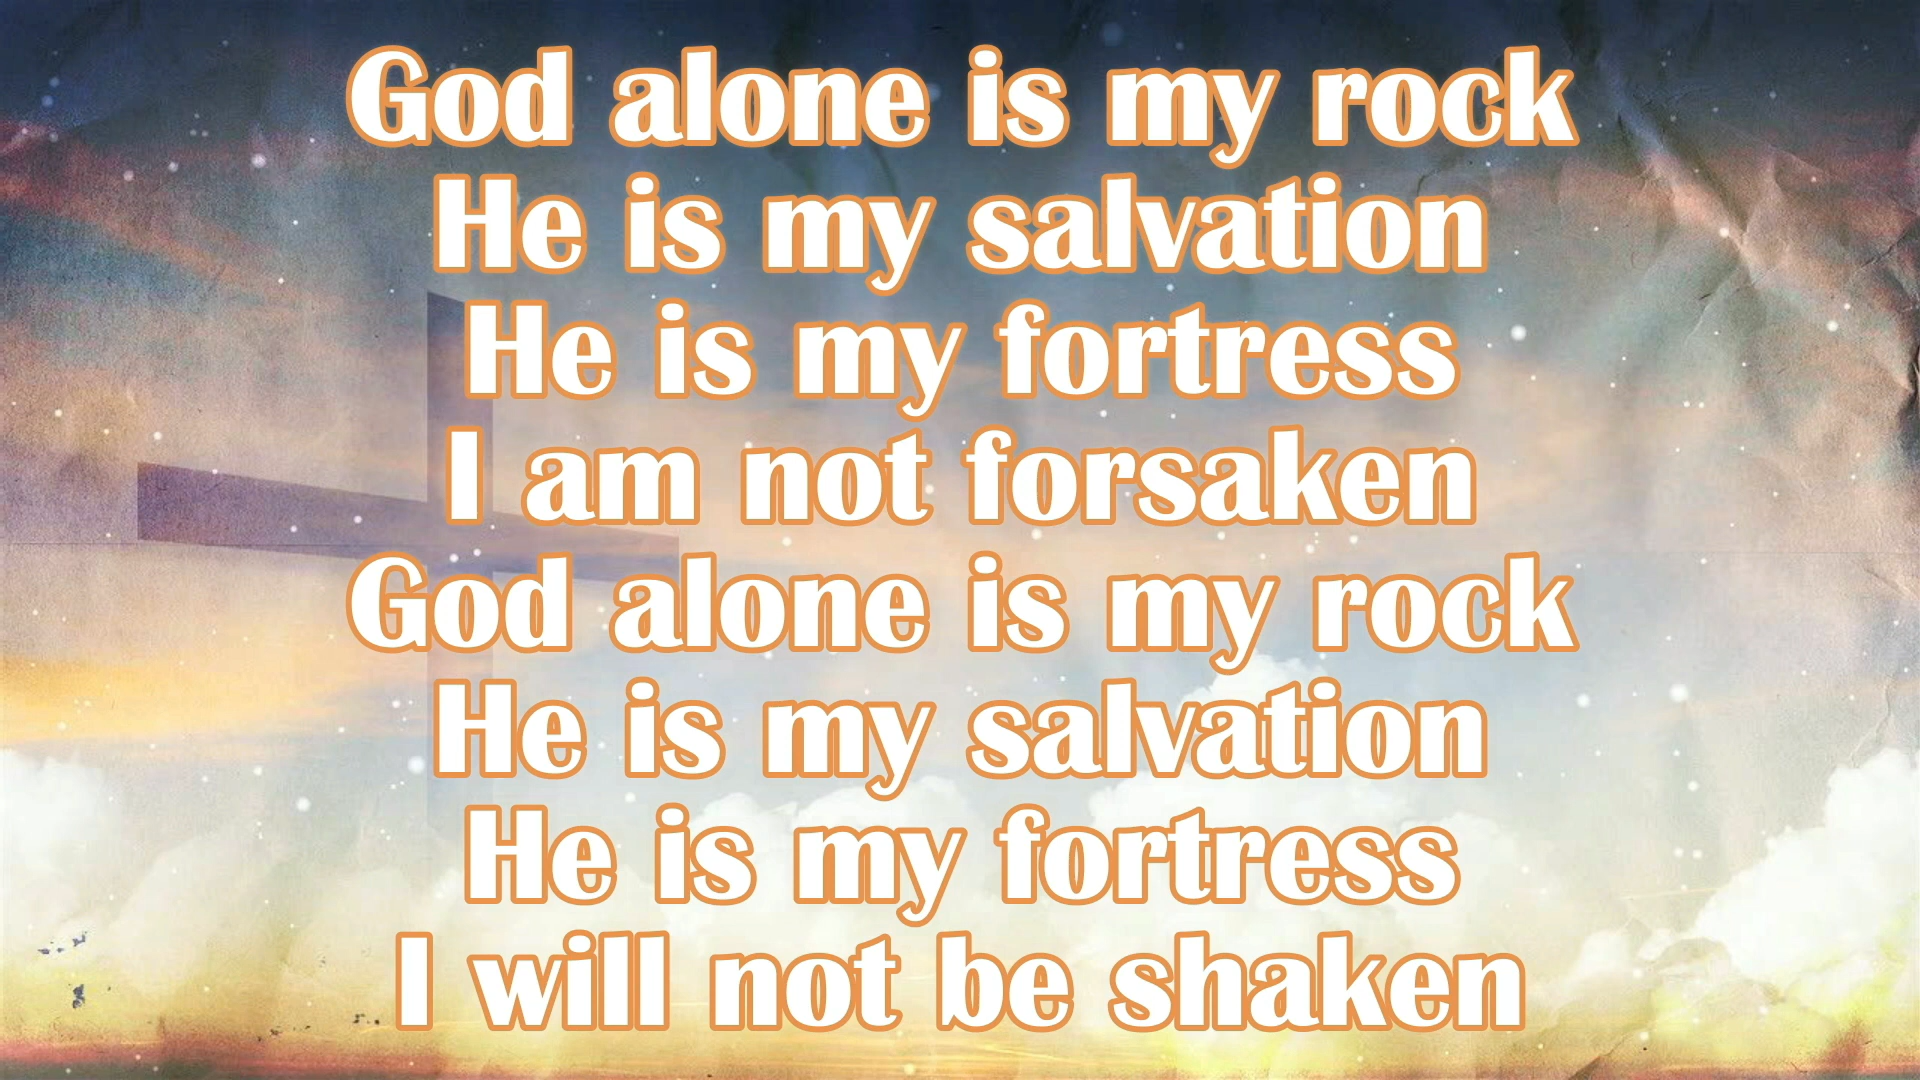 God alone is my rock
He is my salvation
He is my fortress
I am not forsaken
God alone is my rock
He is my salvation
He is my fortress
I will not be shaken